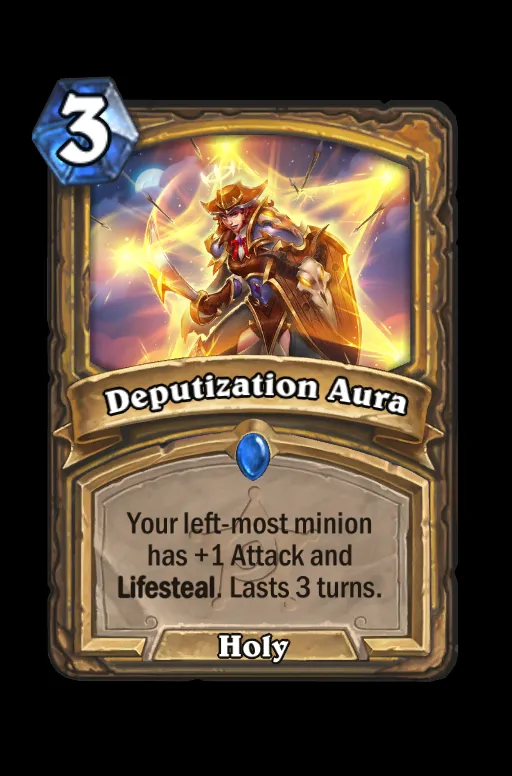 3
Deputization Aura
Your left-most minion
has +1 Attack and
Lifesteal. Lasts 3 turns.
Holy